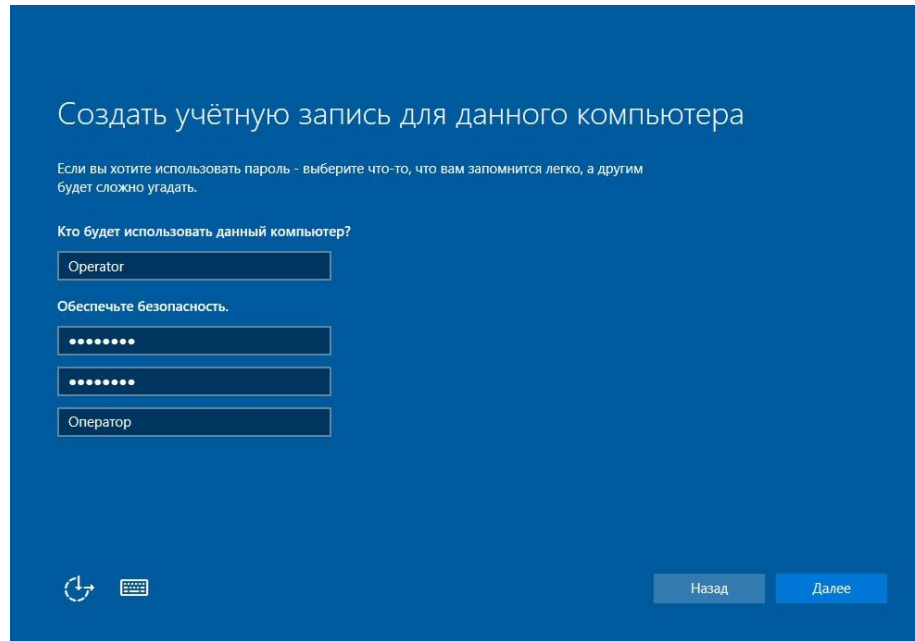 Создать учётную запись для данного компьютера
Если вы хотите использовать пароль - выберите что-то, что вам запомнится легко, а другим
будет сложно угадать.
Кто будет использовать данный компьютер?
Operator
Обеспечьте безопасность.
••••••••
••••••••
Оператор
Назад
Далее